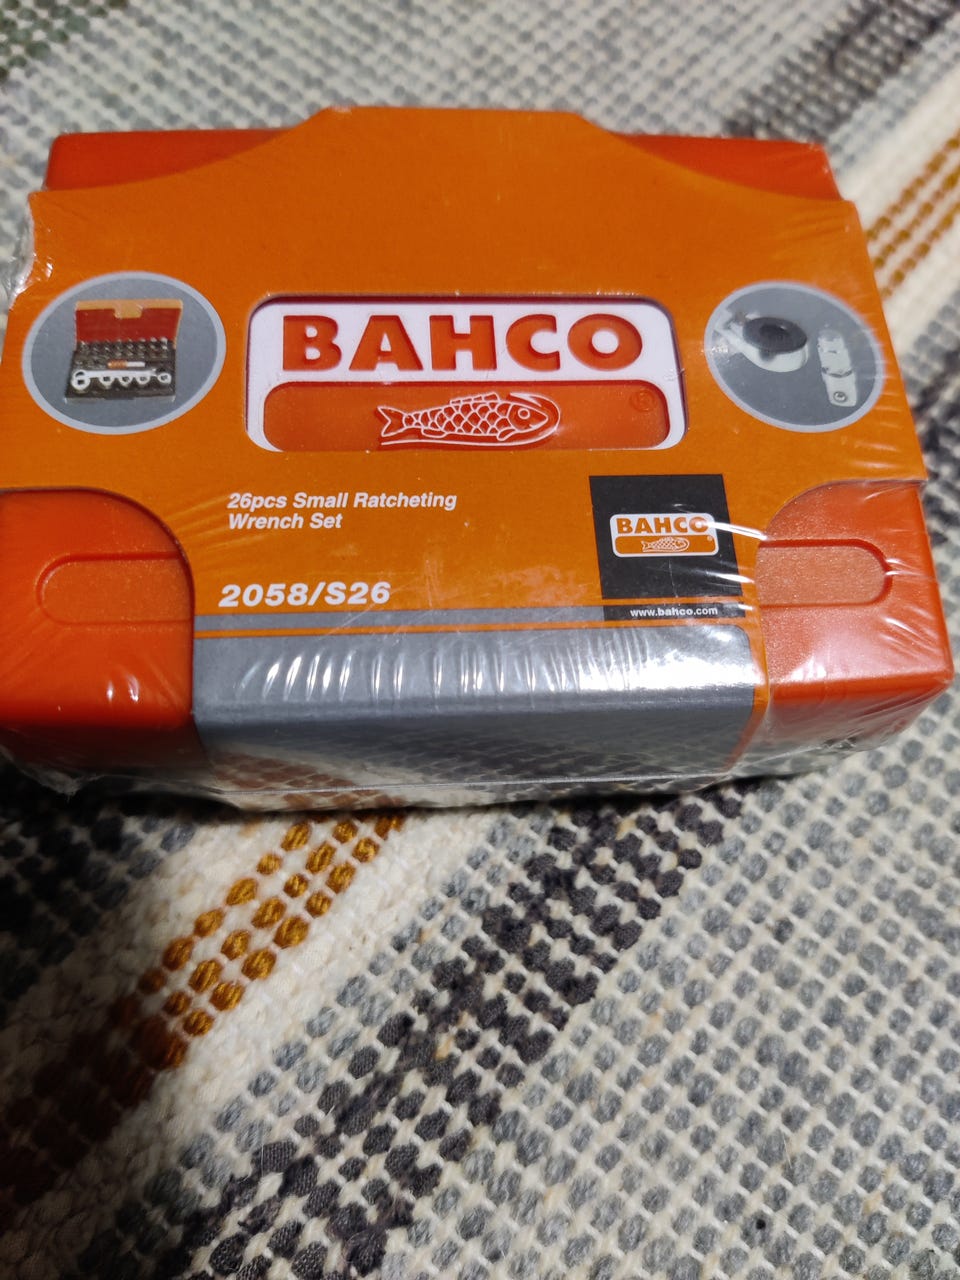 BAHCO
®
26pcs Small Ratcheting
Wrench Set
BAHCO
®
2058/S26
www.bahco.com